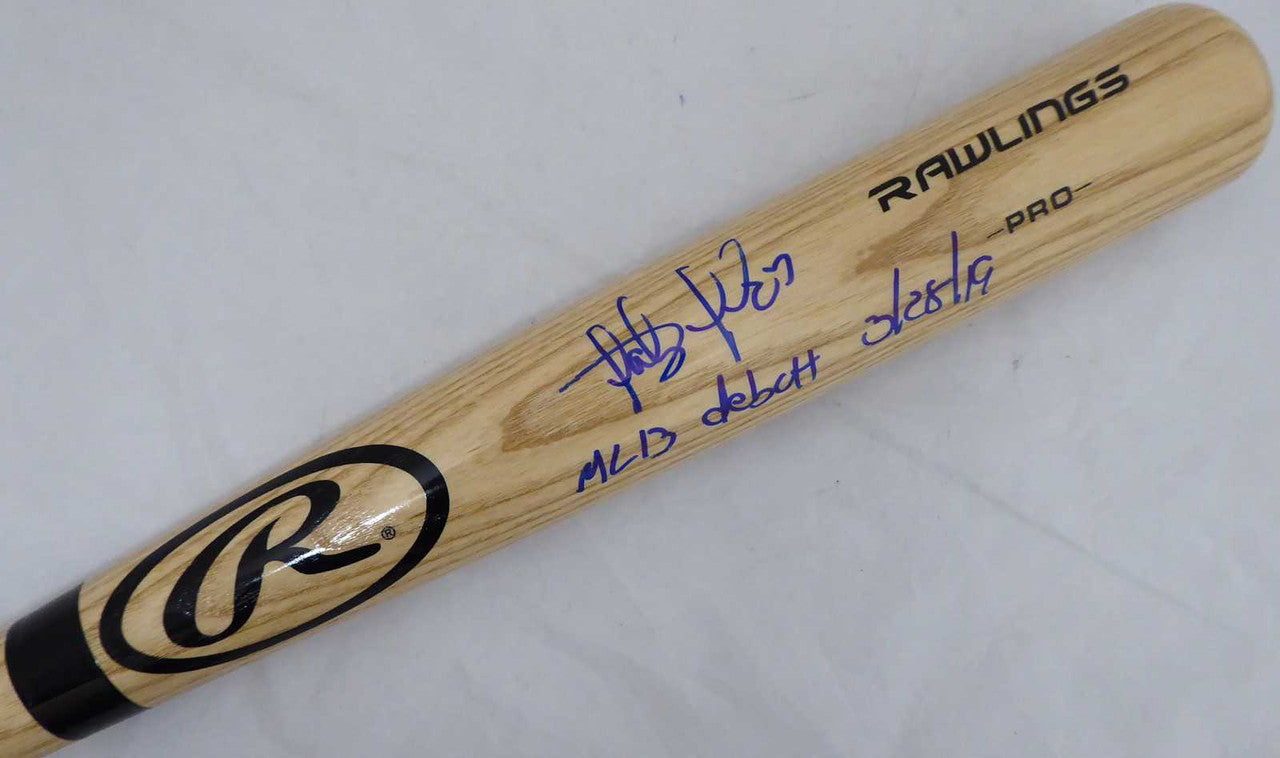 RAWLINGS
-PRO-
MLB debut 3/28/19
R ®